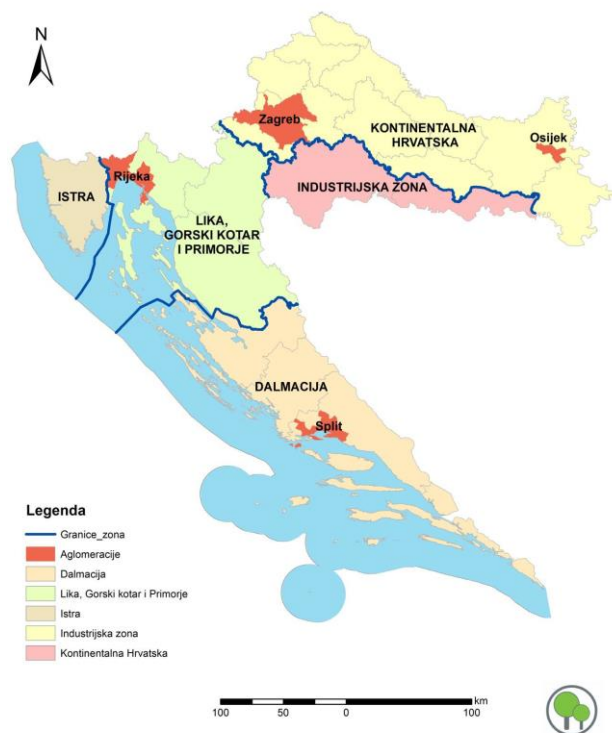 N
Zagreb
KONTINENTALNA
HRVATSKA
Osijek
Rijeka
ISTRA
INDUSTRIJSKA ZONA
LIKA,
GORSKI KOTAR
I PRIMORJE
DALMACIJA
Split
Legenda
Granice_zona
Aglomeracije
Dalmacija
Lika, Gorski kotar i Primorje
Istra
Industrijska zona
Kontinentalna Hrvatska
km
100 50 0 100